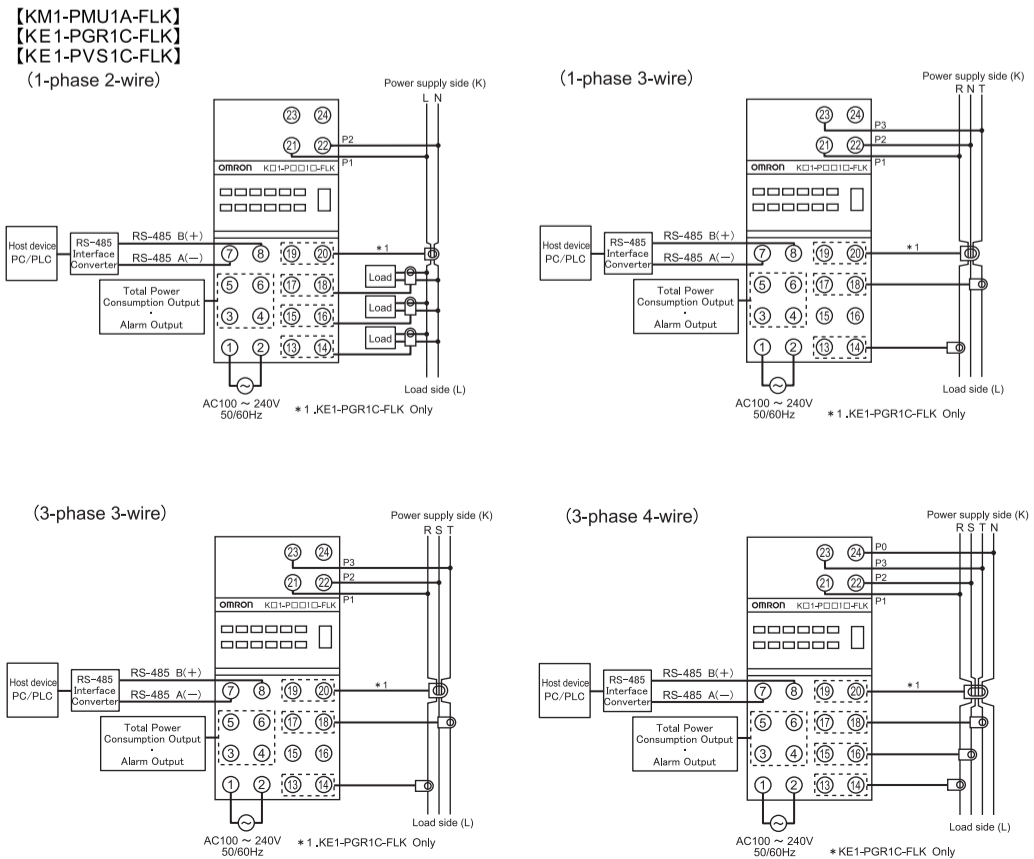 【KM1-PMU1A-FLK】
【KE1-PGR1C-FLK】
【KE1-PVS1C-FLK】
(1-phase 2-wire)
Power supply side (K)
L N
23 24
P2
21 22
P1
OMRON K□1-P□□1□-FLK
Host device
PC/PLC
RS-485
Interface
Converter
RS-485 B(+)
RS-485 A(-)
7 8 19 20
*1
Total Power
Consumption Output
·
Alarm Output
5 6 17 18
Load
3 4 15 16
Load
1 2 13 14
Load
Load side (L)
AC100 ~ 240V
50/60Hz
*1.KE1-PGR1C-FLK Only
(1-phase 3-wire)
Power supply side (K)
R N T
23 24
P3
21 22
P2
P1
OMRON K□1-P□□1□-FLK
Host device
PC/PLC
RS-485
Interface
Converter
RS-485 B(+)
RS-485 A(-)
7 8 19 20
*1
Total Power
Consumption Output
·
Alarm Output
5 6 17 18
3 4 15 16
1 2 13 14
Load side (L)
AC100 ~ 240V
50/60Hz
*1.KE1-PGR1C-FLK Only
(3-phase 3-wire)
Power supply side (K)
R S T
23 24
P3
21 22
P2
P1
OMRON K□1-P□□1□-FLK
Host device
PC/PLC
RS-485
Interface
Converter
RS-485 B(+)
RS-485 A(-)
7 8 19 20
*1
Total Power
Consumption Output
·
Alarm Output
5 6 17 18
3 4 15 16
1 2 13 14
Load side (L)
AC100 ~ 240V
50/60Hz
*1.KE1-PGR1C-FLK Only
(3-phase 4-wire)
Power supply side (K)
R S T N
23 24
P0
P3
21 22
P2
P1
OMRON K□1-P□□1□-FLK
Host device
PC/PLC
RS-485
Interface
Converter
RS-485 B(+)
RS-485 A(-)
7 8 19 20
*1
Total Power
Consumption Output
·
Alarm Output
5 6 17 18
3 4 15 16
1 2 13 14
Load side (L)
AC100 ~ 240V
50/60Hz
*KE1-PGR1C-FLK Only